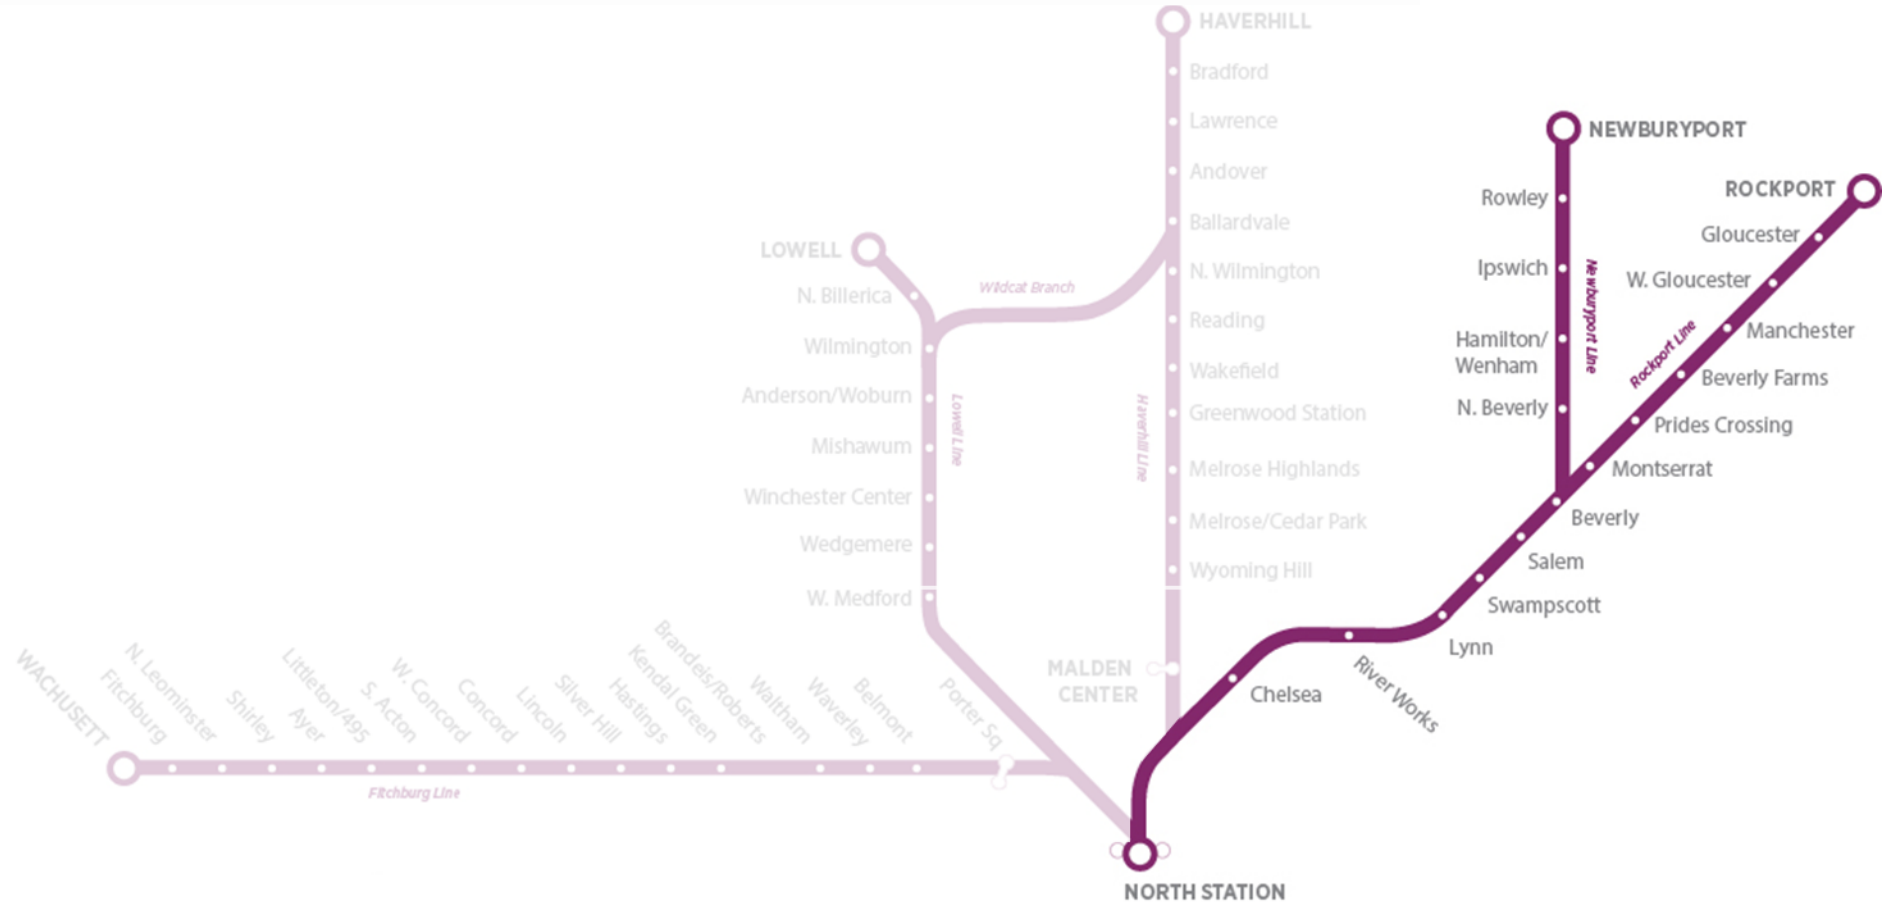 HAVERHILL
Bradford
Lawrence
Andover
Ballardvale
N. Wilmington
Reading
Wakefield
Greenwood Station
Melrose Highlands
Melrose/Cedar Park
Wyoming Hill
MALDEN
CENTER
Haverhill Line
Wildcat Branch
LOWELL
N. Billerica
Wilmington
Anderson/Woburn
Mishawum
Winchester Center
Wedgemere
W. Medford
Lowell Line
WACHUSETT
Fitchburg
N. Leominster
Shirley
Ayer
Littleton/495
S. Acton
W. Concord
Concord
Lincoln
Silver Hill
Hastings
Kendal Green
Brandeis/Roberts
Waltham
Waverley
Belmont
Porter Sq
Fitchburg Line
NEWBURYPORT
Rowley
Ipswich
Hamilton/
Wenham
N. Beverly
Newburyport Line
ROCKPORT
Gloucester
W. Gloucester
Manchester
Beverly Farms
Prides Crossing
Montserrat
Rockport Line
Beverly
Salem
Swampscott
Lynn
River Works
Chelsea
NORTH STATION